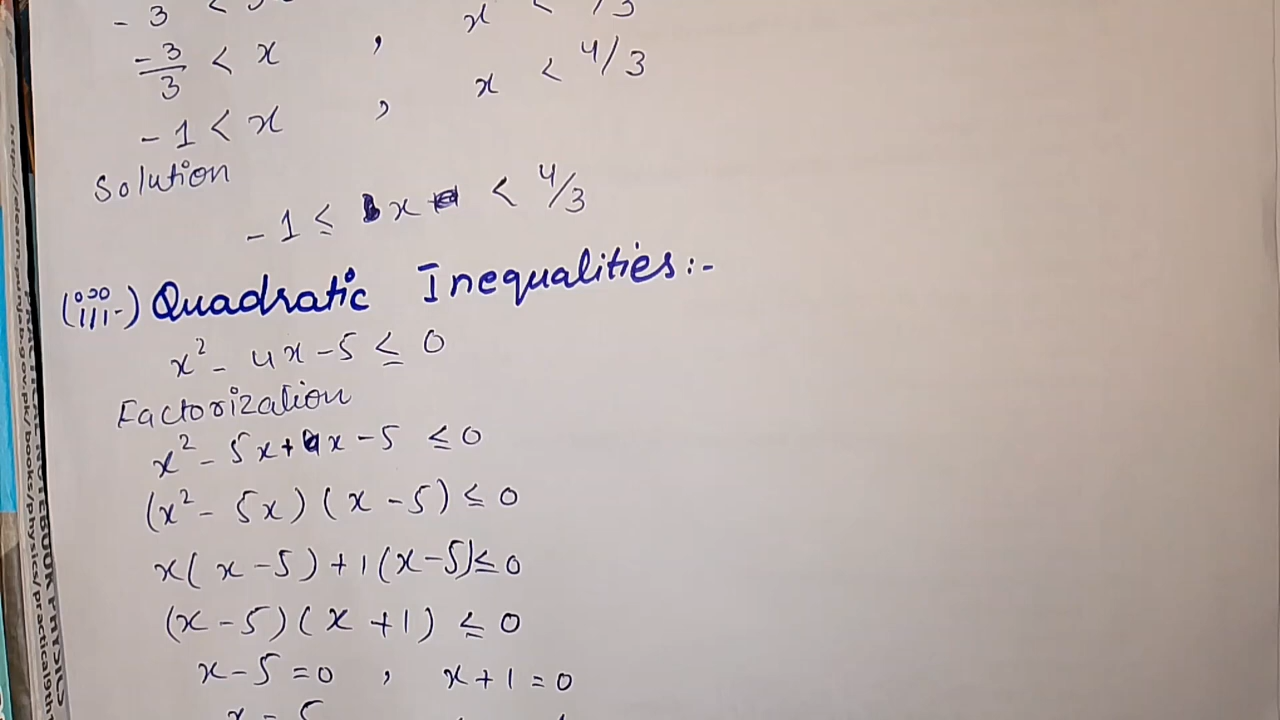 - 3 <
-3/3 < x , x < 4/3
-1 < x ,
Solution
-1 ≤ x < 4/3
(iii-) Quadratic Inequalities:-
x² - 4x - 5 ≤ 0
Factorization
x² - 5x + x - 5 ≤ 0
(x² - 5x) (x - 5) ≤ 0
x(x - 5) + 1(x - 5) ≤ 0
(x - 5)(x + 1) ≤ 0
x - 5 = 0 , x + 1 = 0